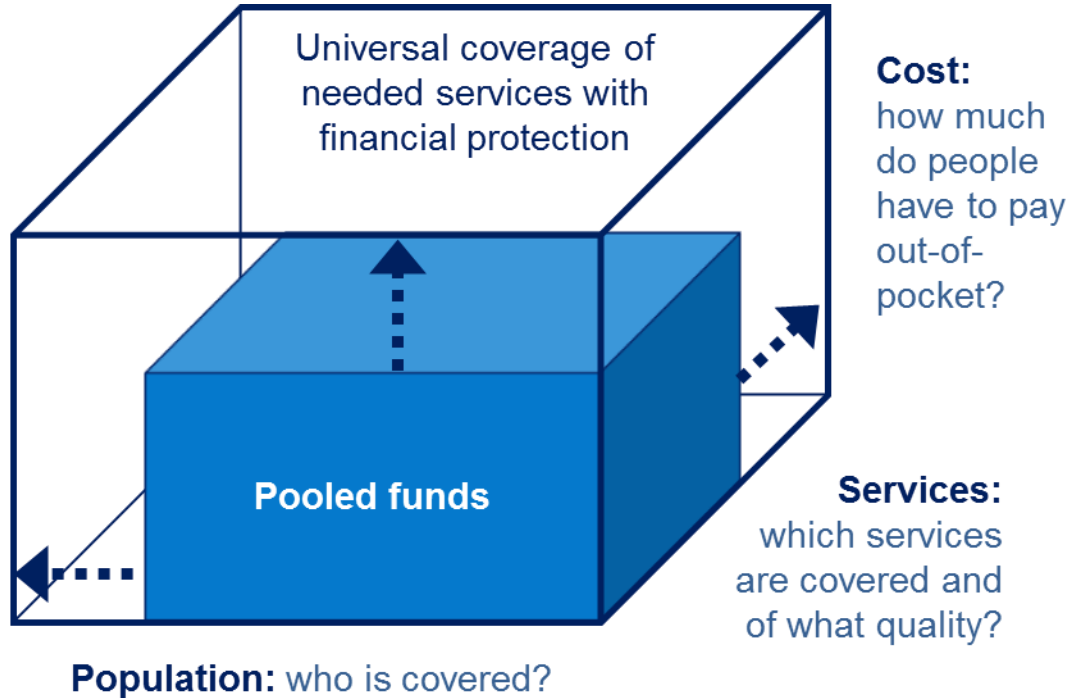 Universal coverage of
needed services with
financial protection
Cost:
how much
do people
have to pay
out-of-
pocket?
Pooled funds
Services:
which services
are covered and
of what quality?
Population: who is covered?